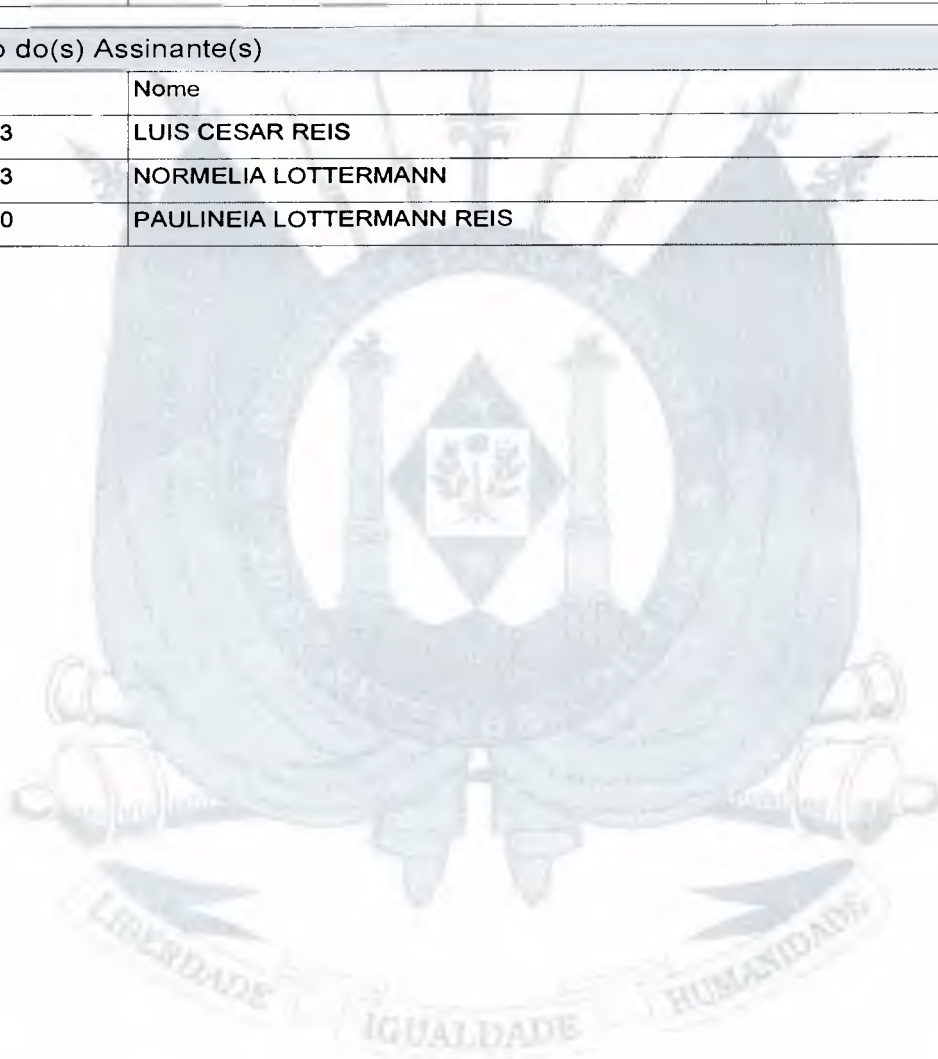 o do(s) Assinante(s)
Nome
3 LUIS CESAR REIS
3 NORMELIA LOTTERMANN
0 PAULINEIA LOTTERMANN REIS
LIBERDADE IGUALDADE HUMANIDADE